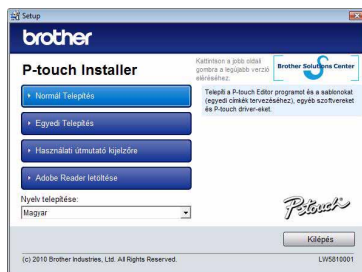 Setup
brother
P-touch Installer
Kattintson a jobb oldali
gombra a legújabb verzió
eléréséhez.
Brother Solutions Center
Normál Telepítés
Egyedi Telepítés
Használati útmutató kijelzőre
Adobe Reader letöltése
Telepíti a P-touch Editor programot és a sablonokat
(egyedi címkék tervezéséhez), egyéb szoftvereket
és P-touch driver-eket.
Nyelv telepítése:
Magyar
P-touch
Kilépés
(c) 2010 Brother Industries, Ltd. All Rights Reserved.
LW5810001